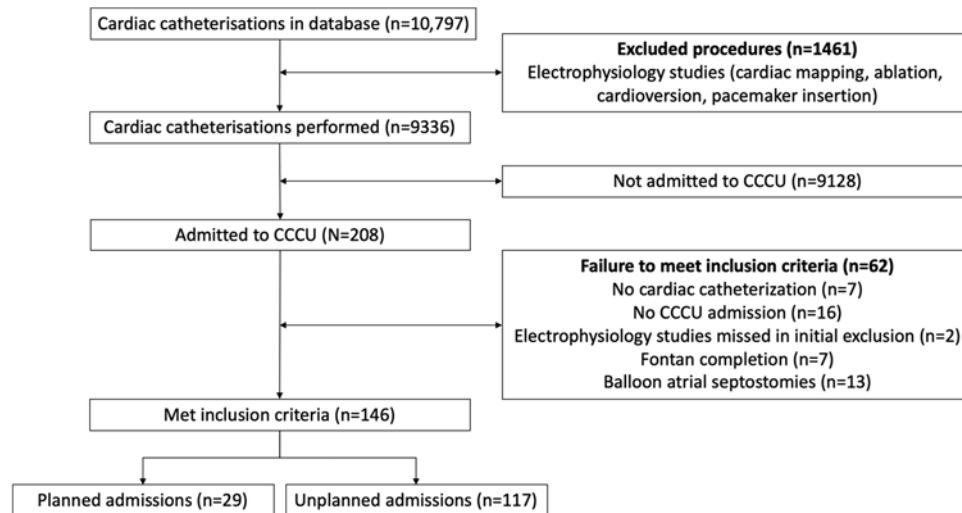 Cardiac catheterisations in database (n=10,797)
Excluded procedures (n=1461)
Electrophysiology studies (cardiac mapping, ablation,
cardioversion, pacemaker insertion)
Cardiac catheterisations performed (n=9336)
Not admitted to CCCU (n=9128)
Admitted to CCCU (N=208)
Failure to meet inclusion criteria (n=62)
No cardiac catheterization (n=7)
No CCCU admission (n=16)
Electrophysiology studies missed in initial exclusion (n=2)
Fontan completion (n=7)
Balloon atrial septostomies (n=13)
Met inclusion criteria (n=146)
Planned admissions (n=29)
Unplanned admissions (n=117)